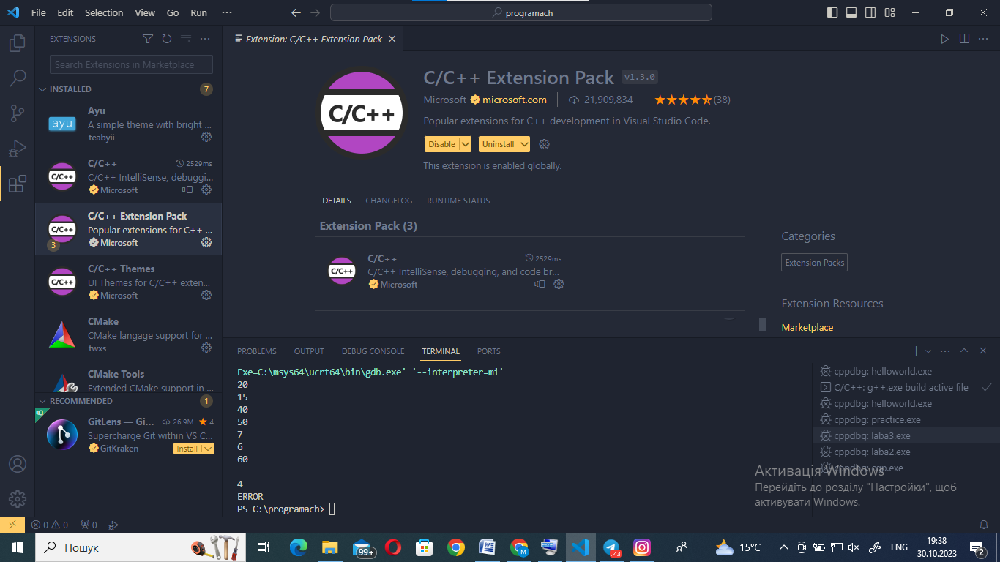 File Edit Selection View Go Run ···
programach
EXTENSIONS
Search Extensions in Marketplace
INSTALLED 7
ayu
Ayu
A simple theme with bright ...
teabyii
C/C++
C/C++ 2529ms
C/C++ IntelliSense, debuggi...
Microsoft
C/C++
3
C/C++ Extension Pack
Popular extensions for C++ ...
Microsoft
C/C++
C/C++ Themes
UI Themes for C/C++ exten...
Microsoft
CMake
CMake langage support for ...
twxs
CMake Tools
Extended CMake support in ...
RECOMMENDED 1
GitLens — Gi... 26.9M ★ 4
Supercharge Git within VS C...
GitKraken Install
Extension: C/C++ Extension Pack
C/C++
C/C++ Extension Pack v1.3.0
Microsoft microsoft.com 21,909,834 (38)
Popular extensions for C++ development in Visual Studio Code.
Disable Uninstall
This extension is enabled globally.
DETAILS CHANGELOG RUNTIME STATUS
Extension Pack (3)
C/C++
C/C++ 2529ms
C/C++ IntelliSense, debugging, and code br...
Microsoft
Categories
Extension Packs
Extension Resources
Marketplace
PROBLEMS OUTPUT DEBUG CONSOLE TERMINAL PORTS
Exe=C:\msys64\ucrt64\bin\gdb.exe' '--interpreter=mi'
20
15
40
50
7
6
60
4
ERROR
PS C:\programach>
cppdbg: helloworld.exe
C/C++: g++.exe build active file
cppdbg: helloworld.exe
cppdbg: practice.exe
cppdbg: laba3.exe
cppdbg: laba2.exe
cppdbg: cpp.exe
Активація Windows
Перейдіть до розділу "Настройки", щоб
активувати Windows.
0 0 0
Пошук
99+
M
43
15°C
ENG
19:38
30.10.2023
2